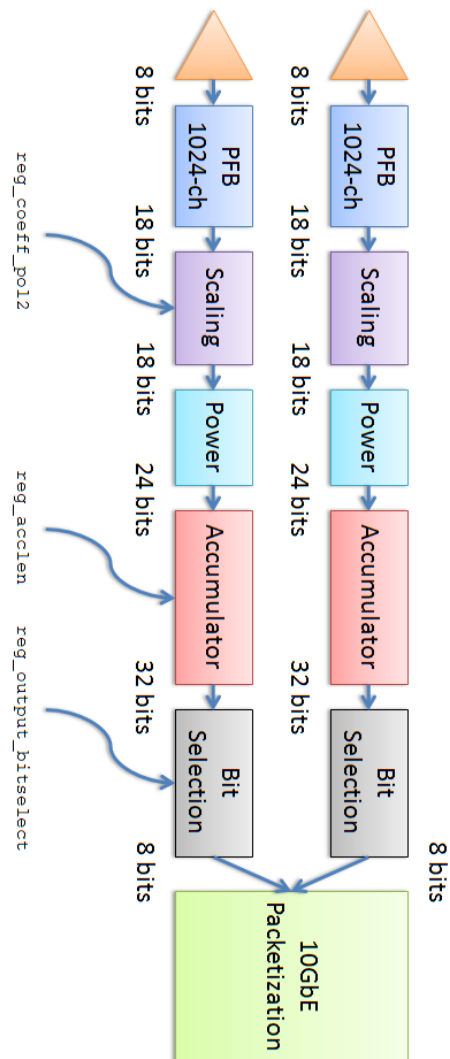 8 bits
PFB
1024-ch
Scaling
Power
Accumulator
Bit
Selection
8 bits
18 bits
18 bits
24 bits
32 bits
10GbE
Packetization
PFB
1024-ch
Scaling
Power
Accumulator
Bit
Selection
8 bits
18 bits
18 bits
24 bits
32 bits
8 bits
reg_coeff_pol2
reg_acclen
reg_output_bitselect